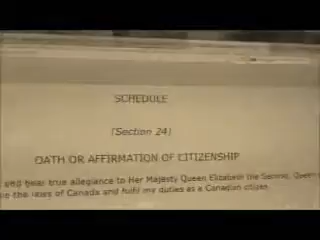 SCHEDULE
(Section 24)
OATH OR AFFIRMATION OF CITIZENSHIP
and bear true allegiance to Her Majesty Queen Elizabeth the Second, Queen
the laws of Canada and fulfil my duties as a Canadian citizen.